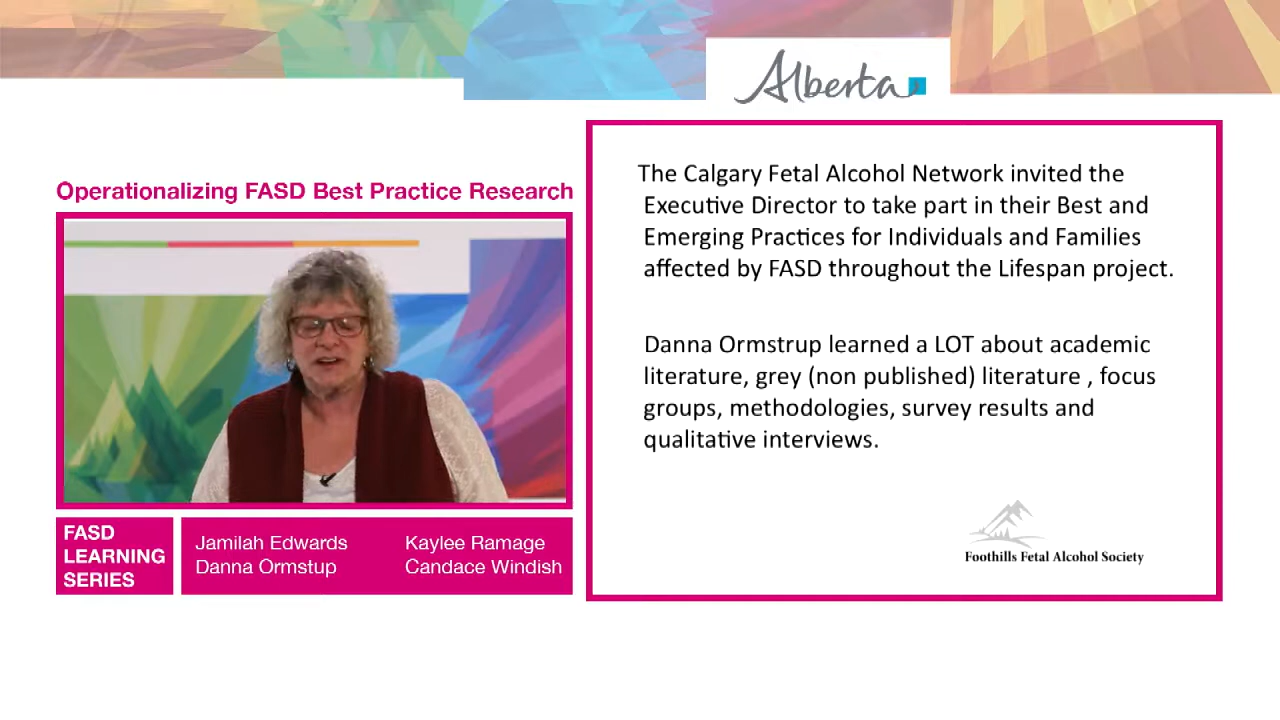 Alberta
Operationalizing FASD Best Practice Research
FASD
LEARNING
SERIES
Jamilah Edwards
Danna Ormstup
Kaylee Ramage
Candace Windish
The Calgary Fetal Alcohol Network invited the
Executive Director to take part in their Best and
Emerging Practices for Individuals and Families
affected by FASD throughout the Lifespan project.
Danna Ormstrup learned a LOT about academic
literature, grey (non published) literature , focus
groups, methodologies, survey results and
qualitative interviews.
Foothills Fetal Alcohol Society